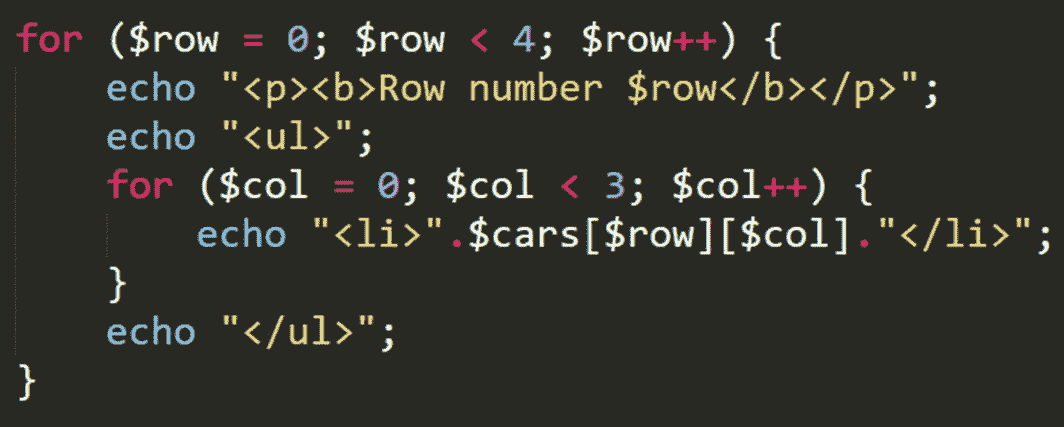 for ($row = 0; $row < 4; $row++) {
    echo "<p><b>Row number $row</b></p>";
    echo "<ul>";
    for ($col = 0; $col < 3; $col++) {
        echo "<li>".$cars[$row][$col]."</li>";
    }
    echo "</ul>";
}